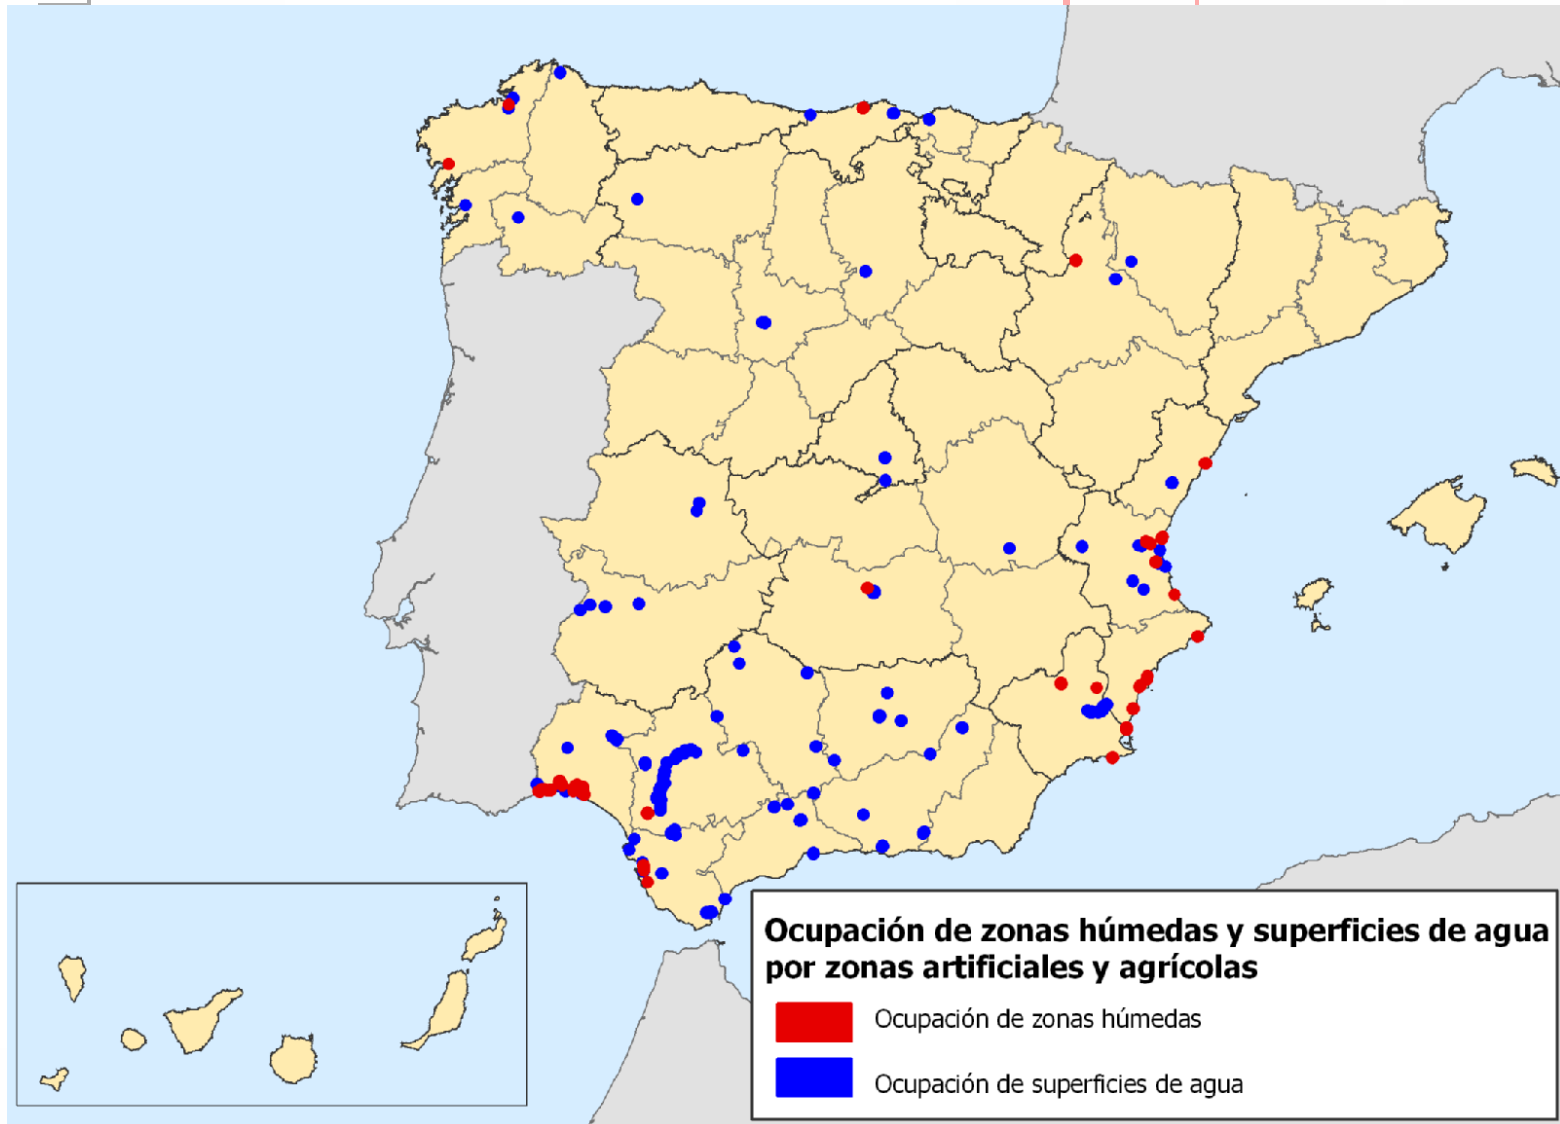 Ocupación de zonas húmedas y superficies de agua
por zonas artificiales y agrícolas
Ocupación de zonas húmedas
Ocupación de superficies de agua